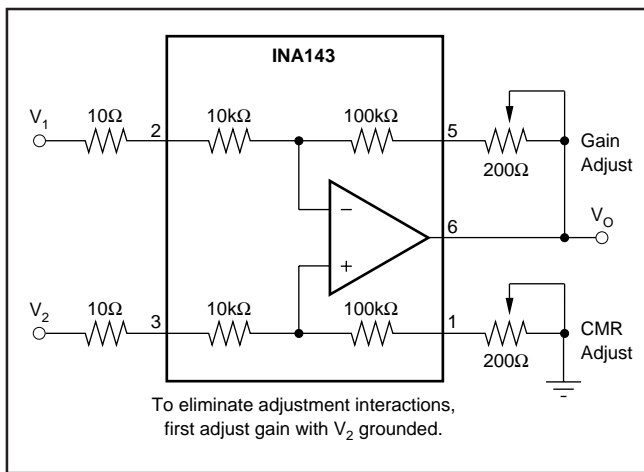 INA143
V1
10Ω
2
10kΩ
100kΩ
5
200Ω
Gain
Adjust
–
+
6
VO
V2
10Ω
3
10kΩ
100kΩ
1
200Ω
CMR
Adjust
To eliminate adjustment interactions,
first adjust gain with V2 grounded.